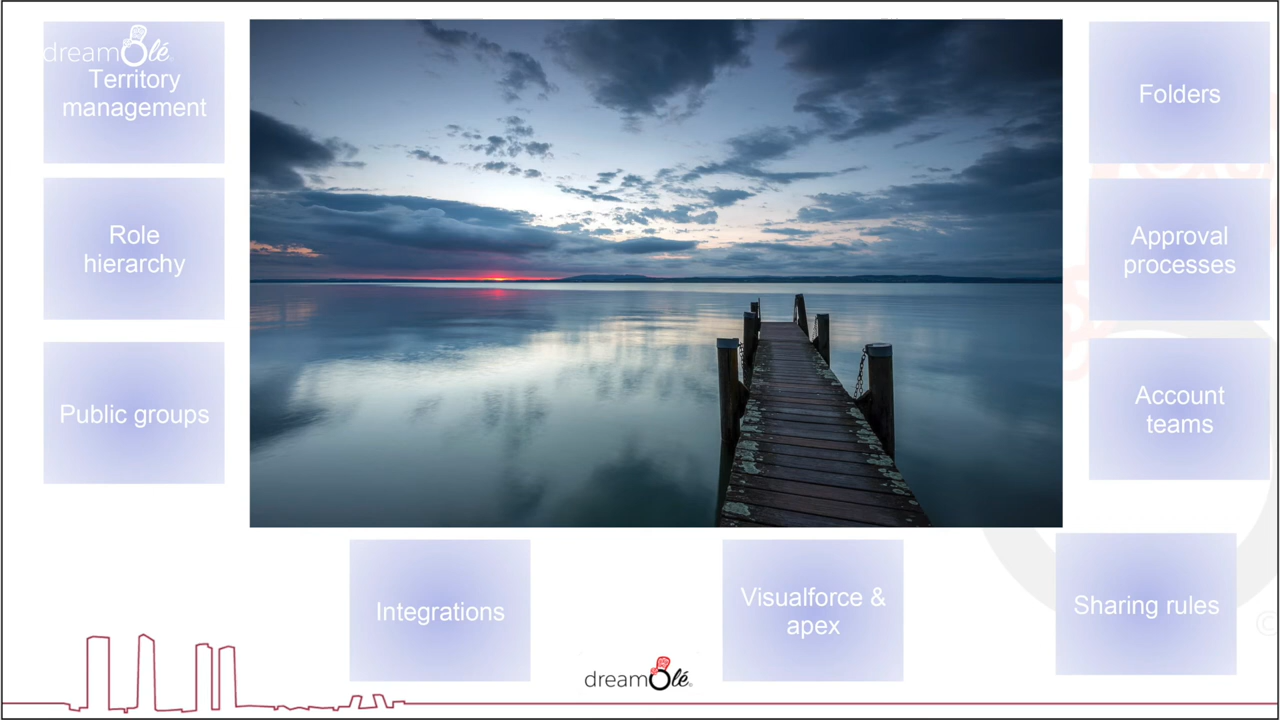 dreamOlé
Territory
management
Folders
Role
hierarchy
Approval
processes
Public groups
Account
teams
Integrations
Visualforce &
apex
Sharing rules
dreamOlé
©